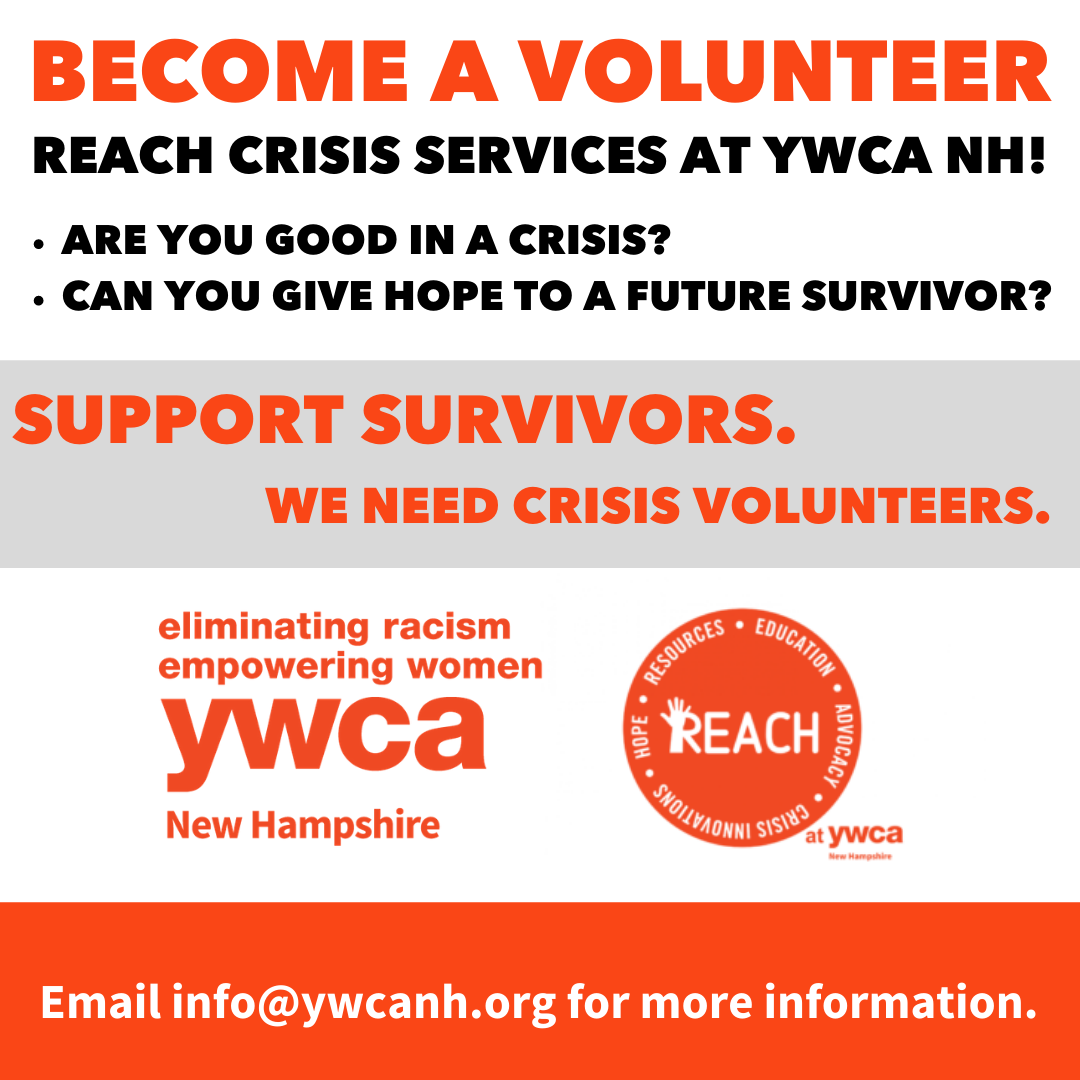 BECOME A VOLUNTEER
REACH CRISIS SERVICES AT YWCA NH!
• ARE YOU GOOD IN A CRISIS?
• CAN YOU GIVE HOPE TO A FUTURE SURVIVOR?
SUPPORT SURVIVORS.
WE NEED CRISIS VOLUNTEERS.
eliminating racism
empowering women
ywca
New Hampshire
HOPE • RESOURCES • EDUCATION • ADVOCACY • CRISIS INNOVATIONS •
REACH
at ywca
New Hampshire
Email info@ywcanh.org for more information.